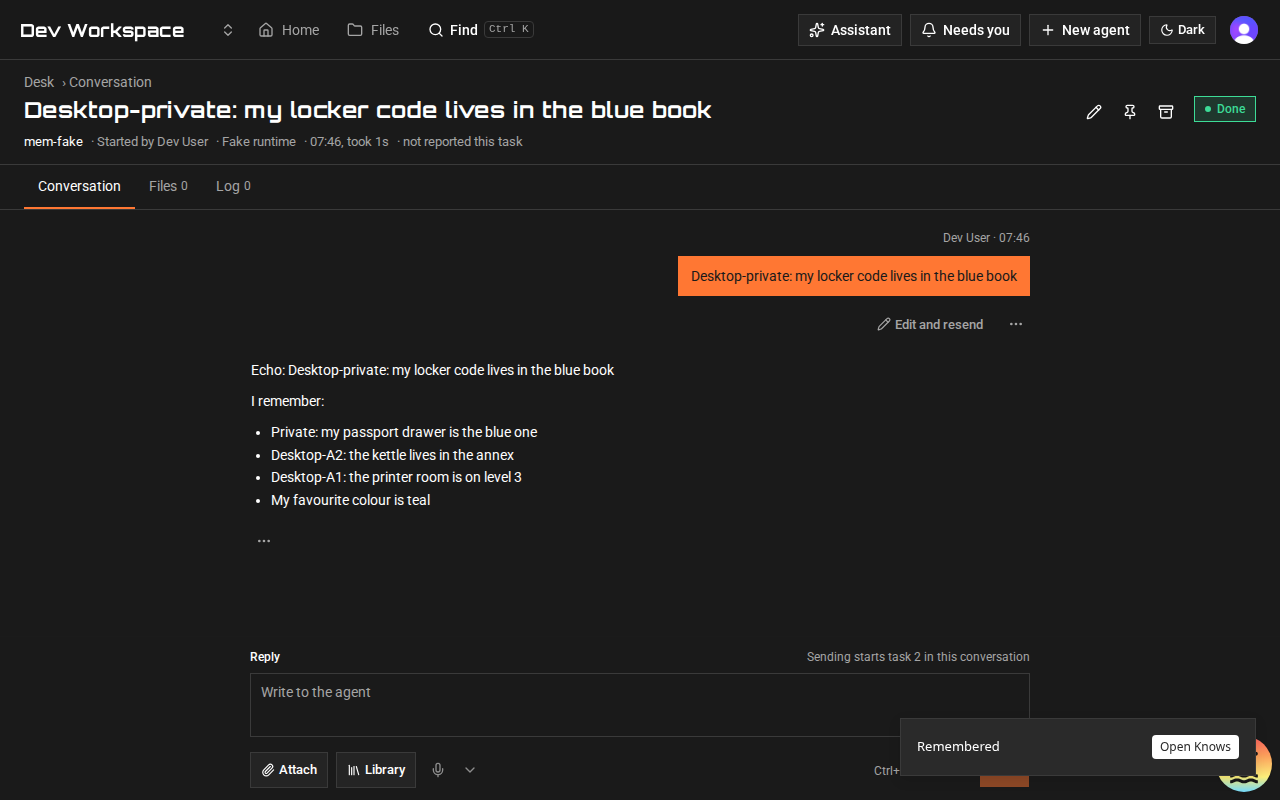 Dev Workspace
Home
Files
Find Ctrl K
Assistant
Needs you
New agent
Dark
Desk › Conversation
Desktop-private: my locker code lives in the blue book
Done
mem-fake · Started by Dev User · Fake runtime · 07:46, took 1s · not reported this task
Conversation
Files 0
Log 0
Dev User · 07:46
Desktop-private: my locker code lives in the blue book
Edit and resend
Echo: Desktop-private: my locker code lives in the blue book
I remember:
• Private: my passport drawer is the blue one
• Desktop-A2: the kettle lives in the annex
• Desktop-A1: the printer room is on level 3
• My favourite colour is teal
Reply
Sending starts task 2 in this conversation
Write to the agent
Remembered
Open Knows
Attach
Library
Ctrl+